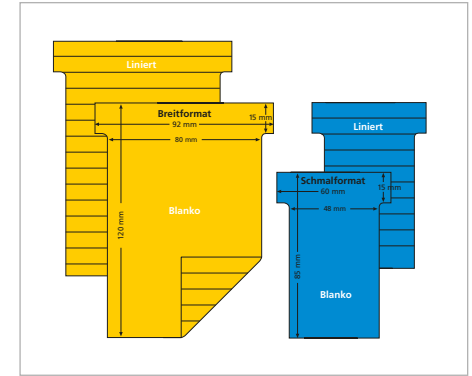 Liniert
Breitformat
92 mm
15 mm
80 mm
120 mm
Blanko
Liniert
Schmalformat
60 mm
15 mm
48 mm
85 mm
Blanko